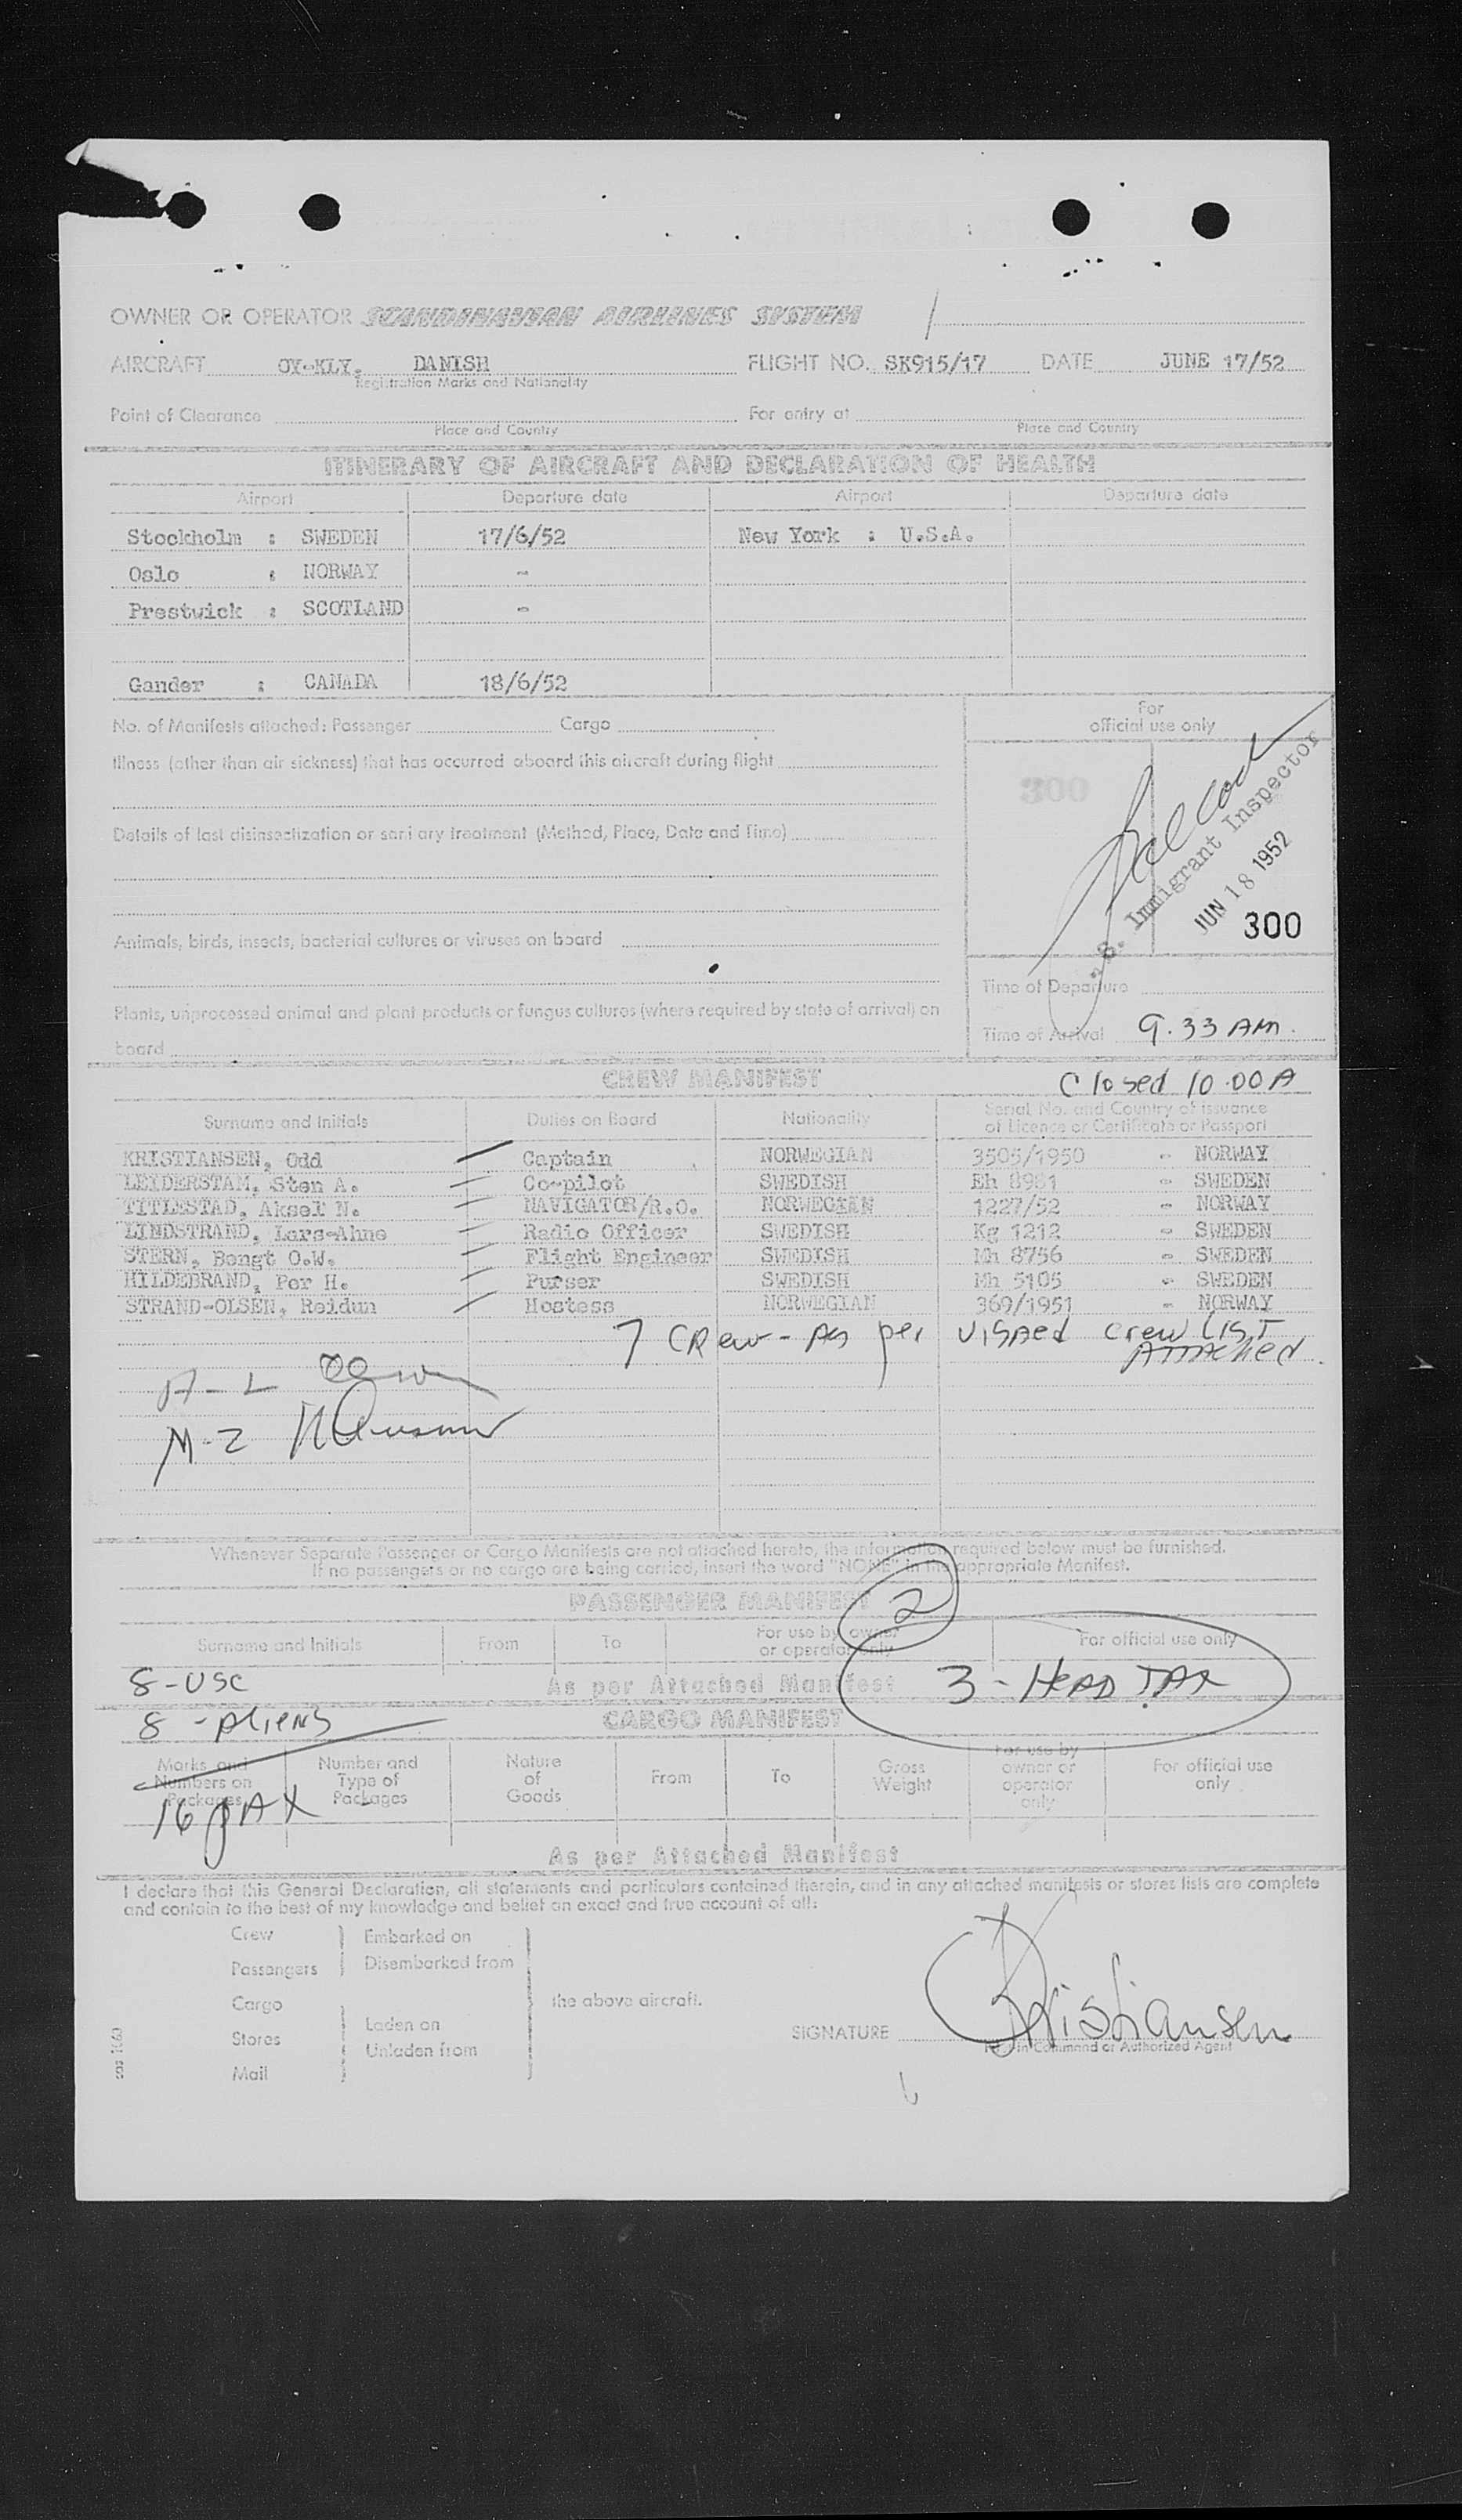 OWNER OR OPERATOR SCANDINAVIAN AIRLINES SYSTEM
AIRCRAFT OY-KLY, DANISH FLIGHT NO. SK915/17 DATE JUNE 17/52
Registration Marks and Nationality
Point of Clearance For entry at
Place and Country Place and Country
ITINERARY OF AIRCRAFT AND DECLARATION OF HEALTH
Airport Departure date Airport Departure date
Stockholm : SWEDEN 17/6/52 New York : U.S.A.
Oslo : NORWAY -
Prestwick : SCOTLAND -
Gander : CANADA 18/6/52
No. of Manifests attached: Passenger Cargo
For
official use only
Illness (other than air sickness) that has occurred aboard this aircraft during flight
300
Details of last disinsectization or sanitary treatment (Method, Place, Date and Time)
S. Immigrant Inspector
JUN 18 1952
300
Animals, birds, insects, bacterial cultures or viruses on board
Time of Departure
Plants, unprocessed animal and plant products or fungus cultures (where required by state of arrival) on
board
Time of Arrival 9.33 AM.
CREW MANIFEST
Closed 10.00 A
Surname and Initials Duties on Board Nationality Serial No. and Country of issuance
of Licence or Certificate or Passport
KRISTIANSEN, Odd Captain NORWEGIAN 3505/1950 - NORWAY
LEIDERSTAM, Sten A. Co-pilot SWEDISH Eh 8981 - SWEDEN
TITLESTAD, Aksel N. NAVIGATOR/R.O. NORWEGIAN 1227/52 - NORWAY
LINDSTRAND, Lars-Ahne Radio Officer SWEDISH Kg 1212 - SWEDEN
STERN, Bengt O.W. Flight Engineer SWEDISH Mh 8756 - SWEDEN
HILDEBRAND, Per H. Purser SWEDISH Mh 5105 - SWEDEN
STRAND-OLSEN, Reidun Hostess NORWEGIAN 369/1951 - NORWAY
7 CRew - As per visaed crew list
Attached.
A-L
M-Z
Whenever Separate Passenger or Cargo Manifests are not attached hereto, the information required below must be furnished.
If no passengers or no cargo are being carried, insert the word "NONE" in the appropriate Manifest.
PASSENGER MANIFEST
2
Surname and Initials From To For use by owner
or operator only For official use only
8 - USC As per Attached Manifest 3 - HEAD TAX
8 - Aliens CARGO MANIFEST
Marks and
Numbers on
Packages Number and
Type of
Packages Nature
of
Goods From To Gross
Weight For use by
owner or
operator
only For official use
only
16 PAX
As per Attached Manifest
I declare that this General Declaration, all statements and particulars contained therein, and in any attached manifests or stores lists are complete
and contain to the best of my knowledge and belief an exact and true account of all:
Crew Embarked on
Passengers Disembarked from
Cargo the above aircraft.
Stores Laden on
Unladen from
Mail
SIGNATURE Kristiansen
in Command or Authorized Agent